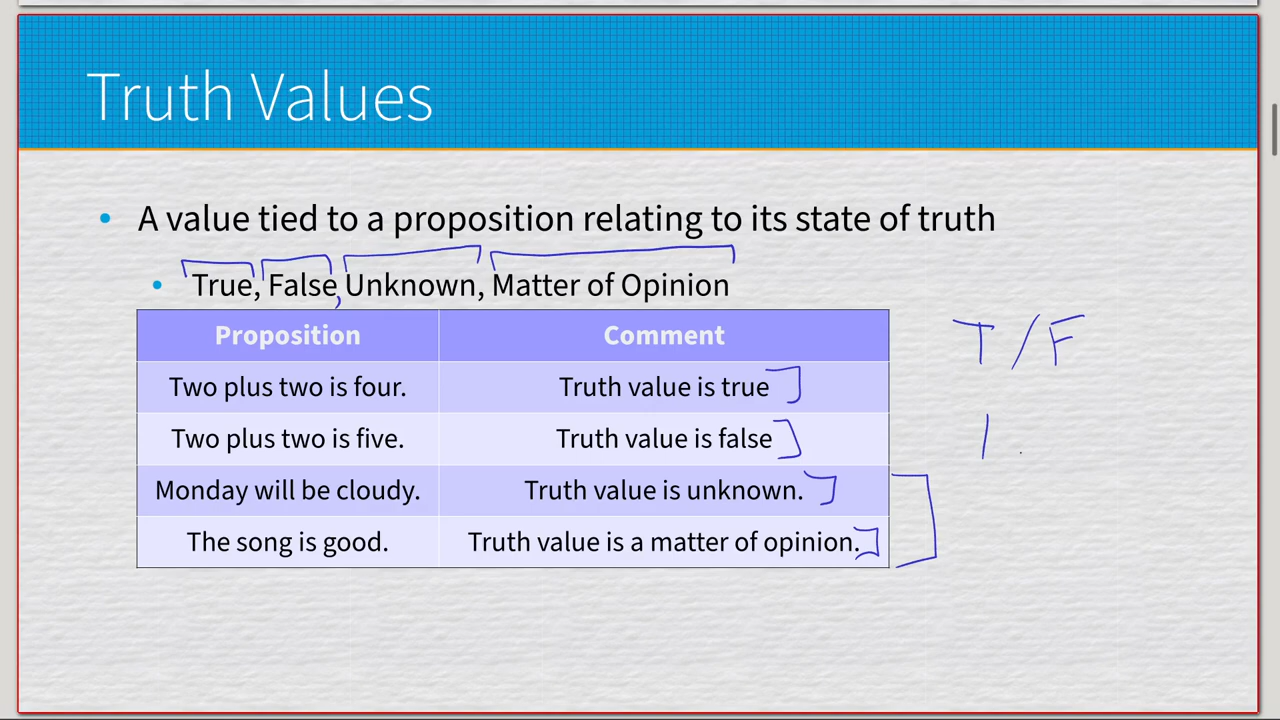 Truth Values
• A value tied to a proposition relating to its state of truth
• True, False, Unknown, Matter of Opinion
Proposition Comment
Two plus two is four. Truth value is true
Two plus two is five. Truth value is false
Monday will be cloudy. Truth value is unknown.
The song is good. Truth value is a matter of opinion.
T/F
1